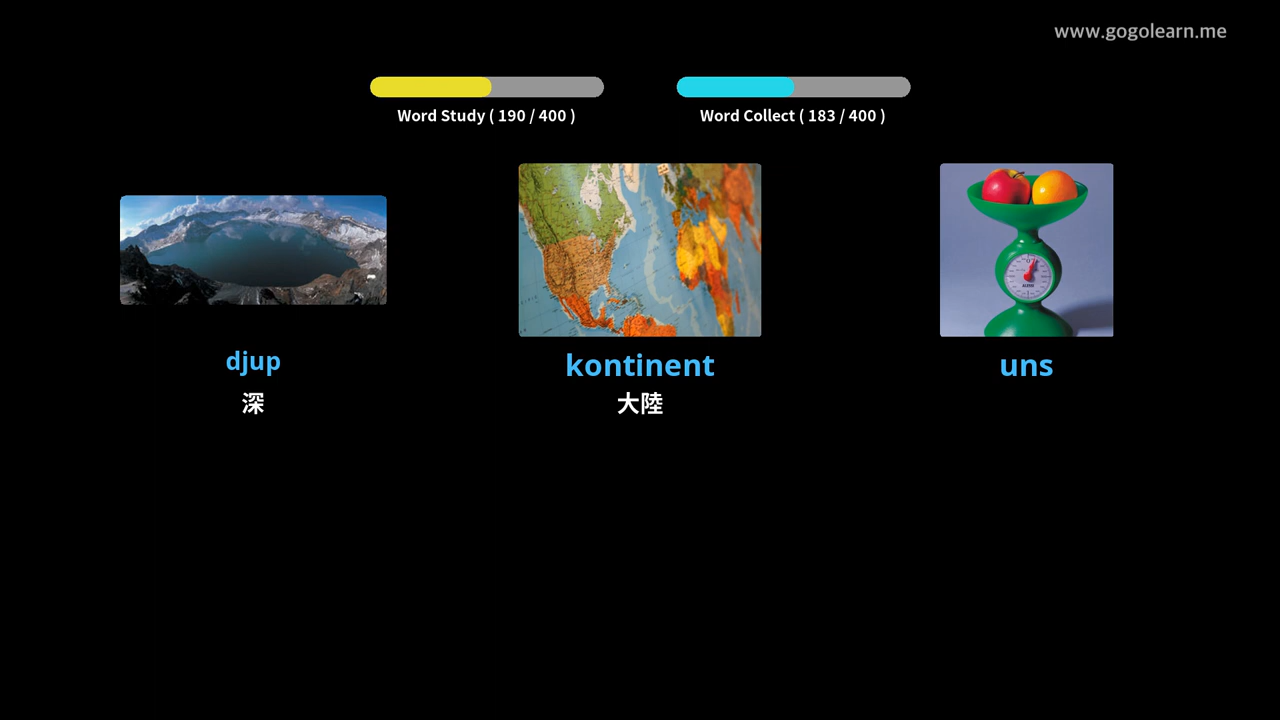 www.gogolearn.me
Word Study ( 190 / 400 )
Word Collect ( 183 / 400 )
djup
深
kontinent
大陸
uns